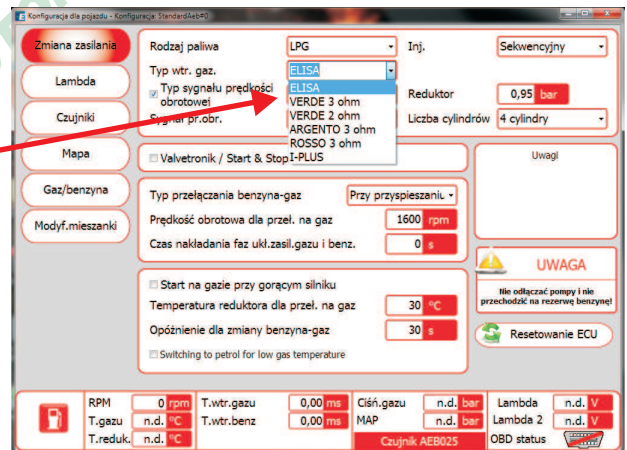 Konfiguracja dla pojazdu - Konfiguracja: StandardAeb#0
Zmiana zasilania
Lambda
Czujniki
Mapa
Gaz/benzyna
Modyf.mieszanki
Rodzaj paliwa LPG Inj. Sekwencyjny
Typ wtr. gaz. ELISA
Typ sygnału prędkości obrotowej Reduktor 0,95 bar
Sygnał pr.obr. Liczba cylindrów 4 cylindry
ELISA
VERDE 3 ohm
VERDE 2 ohm
ARGENTO 3 ohm
ROSSO 3 ohm
I-PLUS
Valvetronik / Start & Stop
Uwagi
Typ przełączania benzyna-gaz Przy przyspieszaniu
Prędkość obrotowa dla przeł. na gaz 1600 rpm
Czas nakładania faz ukł.zasil.gazu i benz. 0 s
UWAGA
Nie odłączać pompy i nie
przechodzić na rezerwę benzyne!
Resetowanie ECU
Start na gazie przy gorącym silniku
Temperatura reduktora dla przeł. na gaz 30 °C
Opóźnienie dla zmiany benzyna-gaz 30 s
Switching to petrol for low gas temperature
RPM 0 rpm T.wtr.gazu 0,00 ms Ciśń.gazu n.d. bar Lambda n.d. V
T.gazu n.d. °C T.wtr.benz 0,00 ms MAP n.d. bar Lambda 2 n.d. V
T.reduk. n.d. °C Czujnik AEB025 OBD status